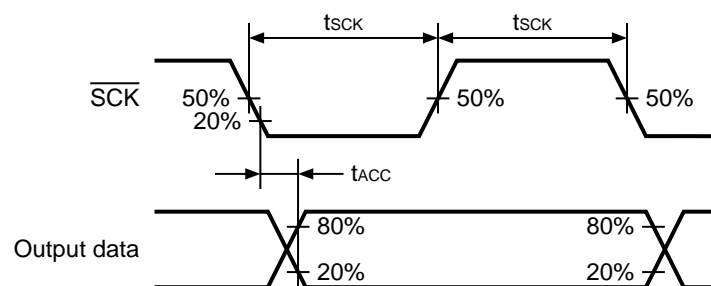 tSCK tSCK
SCK 50% 50% 50%
20%
tACC
80% 80%
Output data
20% 20%